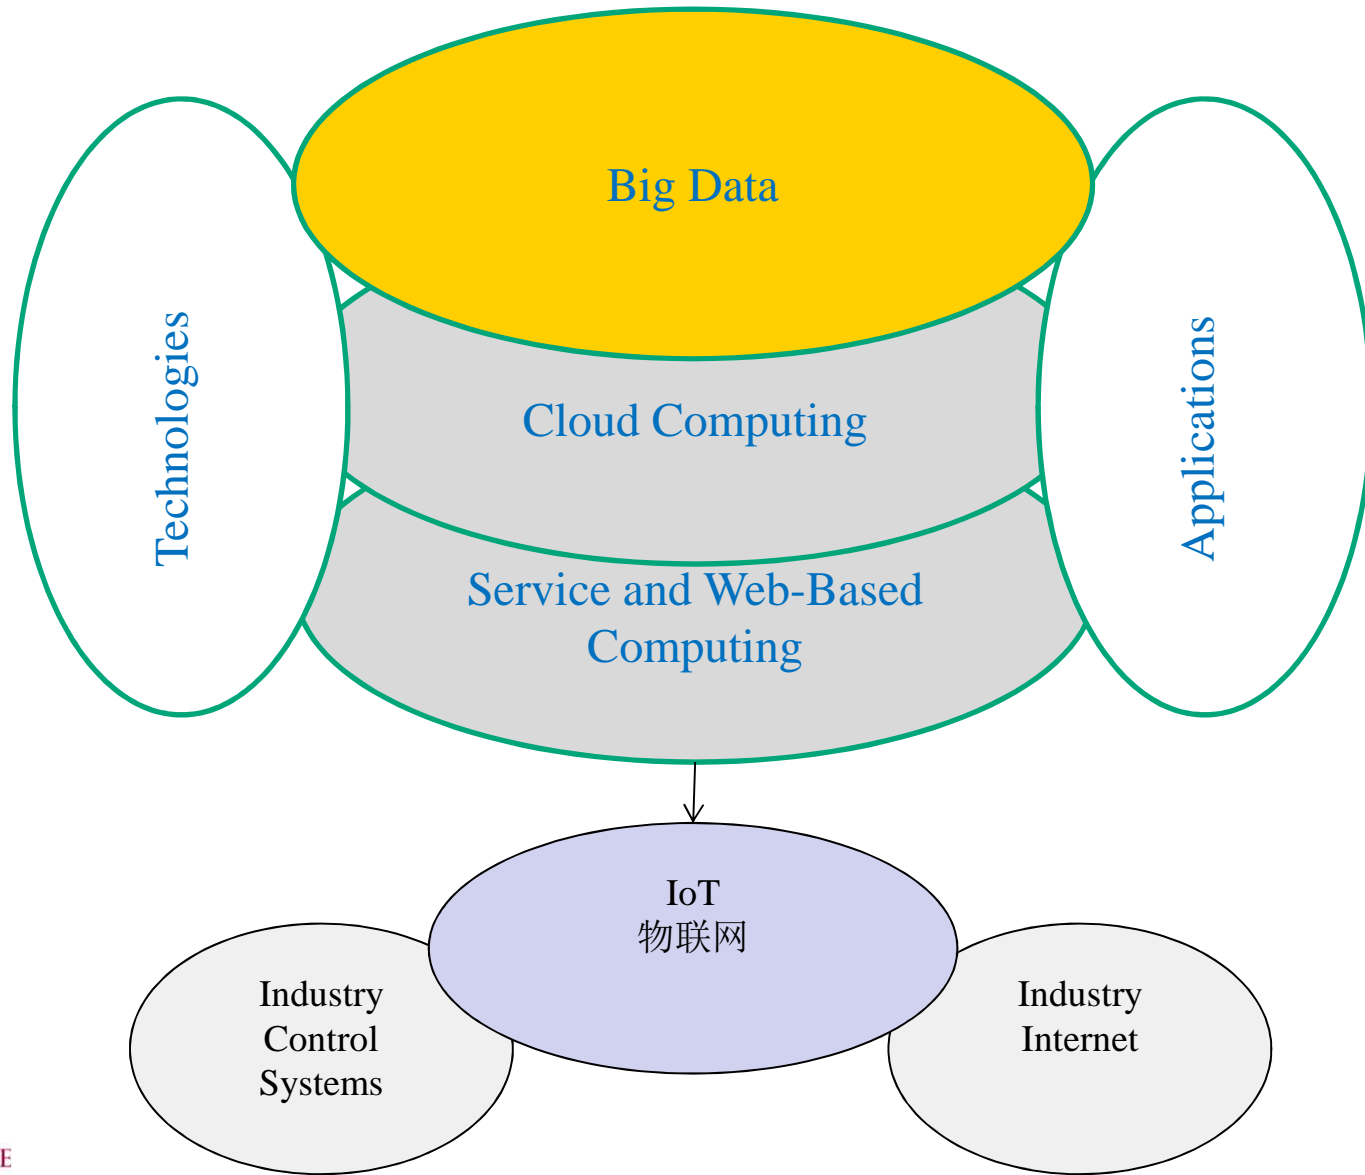 Big Data
Technologies
Applications
Cloud Computing
Service and Web-Based
Computing
IoT
物联网
Industry
Control
Systems
Industry
Internet
E